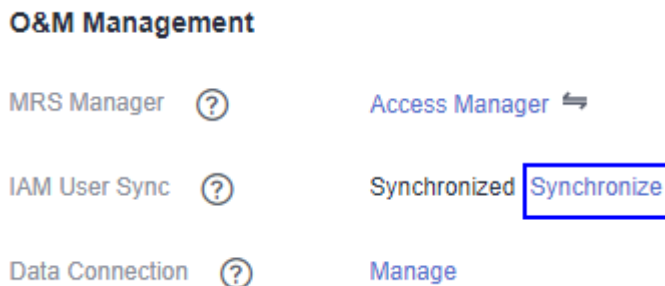 O&M Management
MRS Manager ? Access Manager ⇋
IAM User Sync ? Synchronized Synchronize
Data Connection ? Manage